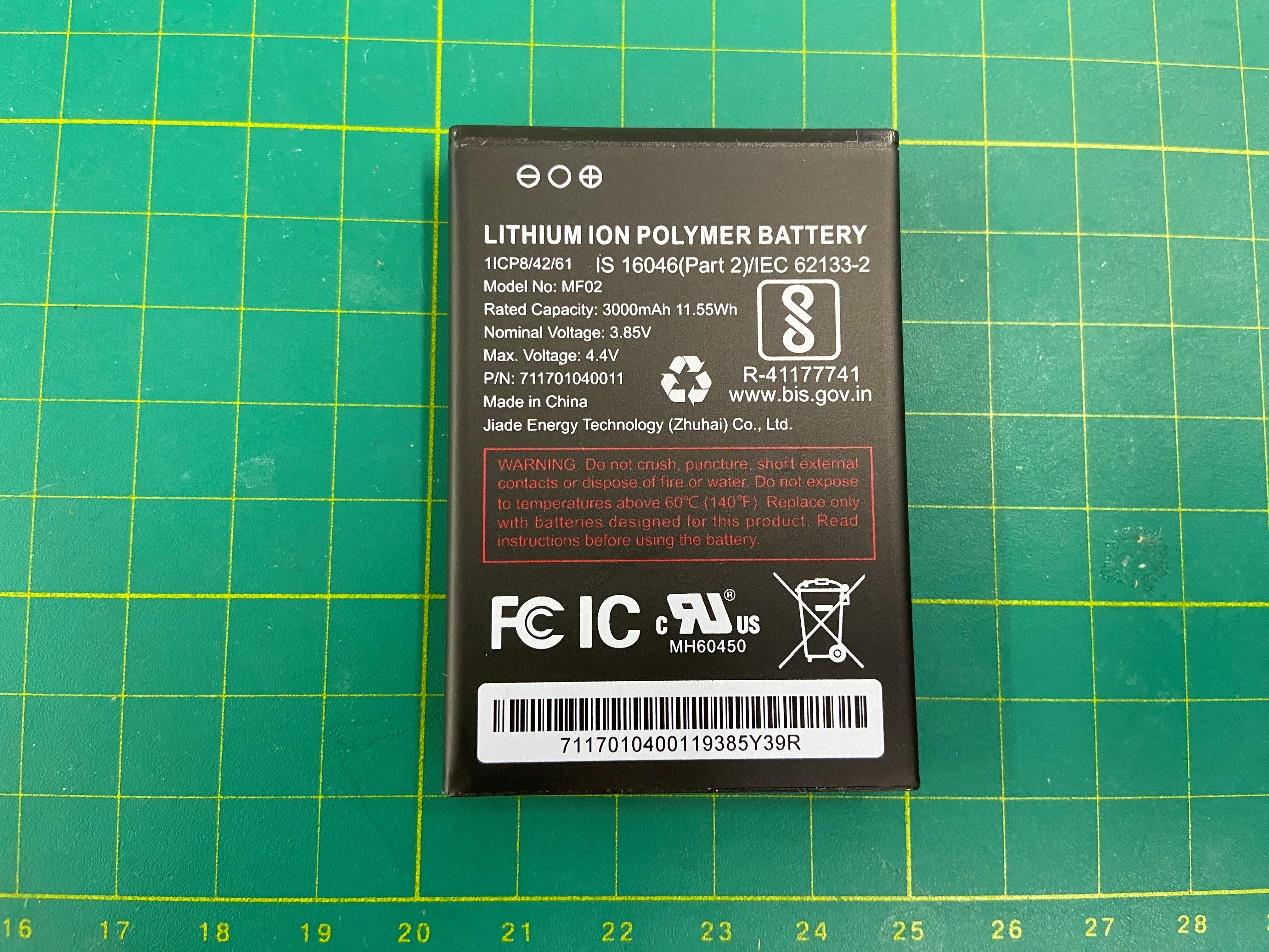 LITHIUM ION POLYMER BATTERY
1ICP8/42/61 IS 16046(Part 2)/IEC 62133-2
Model No: MF02
Rated Capacity: 3000mAh 11.55Wh
Nominal Voltage: 3.85V
Max. Voltage: 4.4V
P/N: 711701040011
R-41177741
Made in China
www.bis.gov.in
Jiade Energy Technology (Zhuhai) Co., Ltd.
WARNING: Do not crush, puncture, short external
contacts or dispose of fire or water. Do not expose
to temperatures above 60℃ (140℉). Replace only
with batteries designed for this product. Read
instructions before using the battery.
FC IC c RU® US
MH60450
7117010400119385Y39R
16 17 18 19 20 21 22 23 24 25 26 27 28